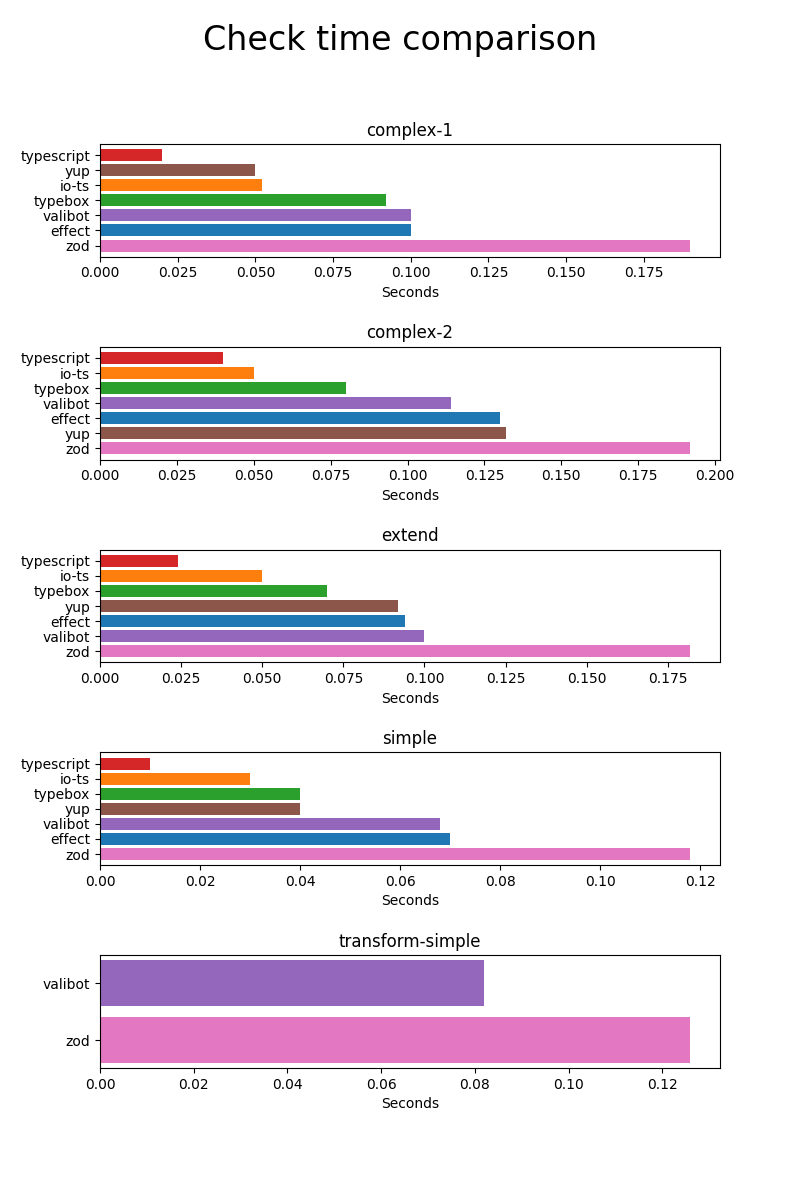 Check time comparison
complex-1
typescript
yup
io-ts
typebox
valibot
effect
zod
0.000 0.025 0.050 0.075 0.100 0.125 0.150 0.175
Seconds
complex-2
typescript
io-ts
typebox
valibot
effect
yup
zod
0.000 0.025 0.050 0.075 0.100 0.125 0.150 0.175 0.200
Seconds
extend
typescript
io-ts
typebox
yup
effect
valibot
zod
0.000 0.025 0.050 0.075 0.100 0.125 0.150 0.175
Seconds
simple
typescript
io-ts
typebox
yup
valibot
effect
zod
0.00 0.02 0.04 0.06 0.08 0.10 0.12
Seconds
transform-simple
valibot
zod
0.00 0.02 0.04 0.06 0.08 0.10 0.12
Seconds